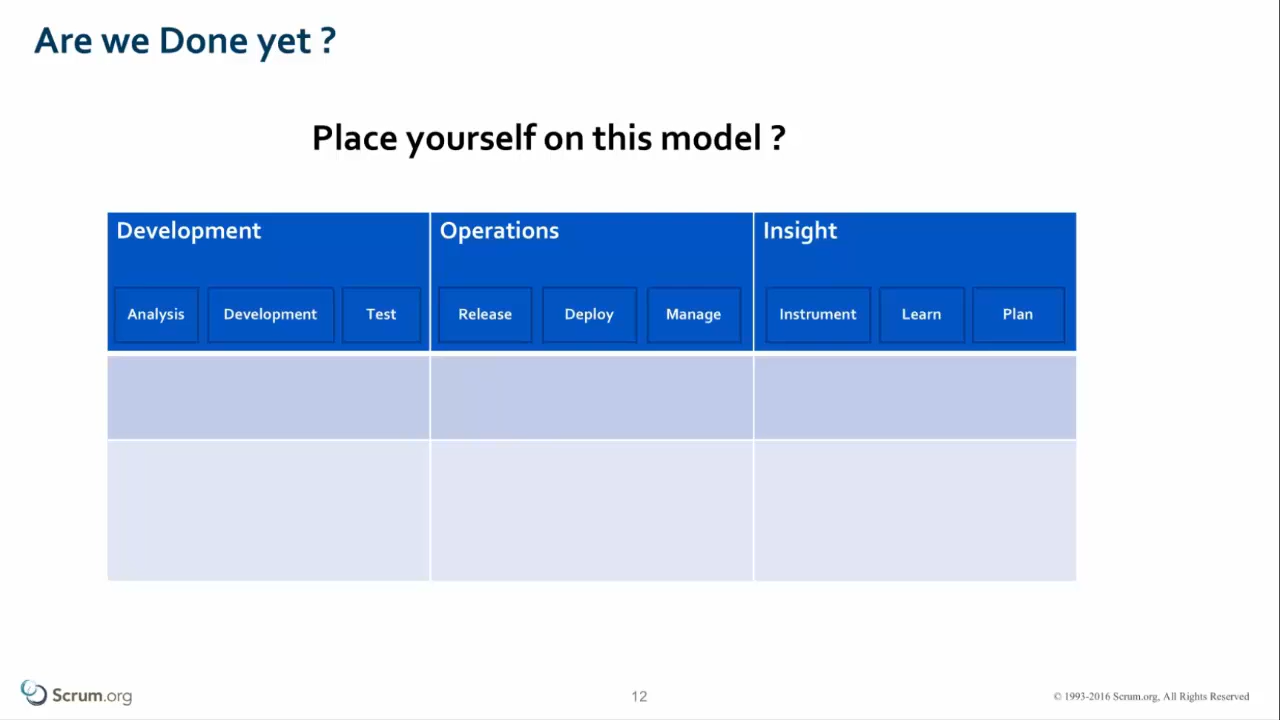 Are we Done yet ?
Place yourself on this model ?
Development Operations Insight
Analysis Development Test Release Deploy Manage Instrument Learn Plan
Scrum.org 12 © 1993-2016 Scrum.org, All Rights Reserved